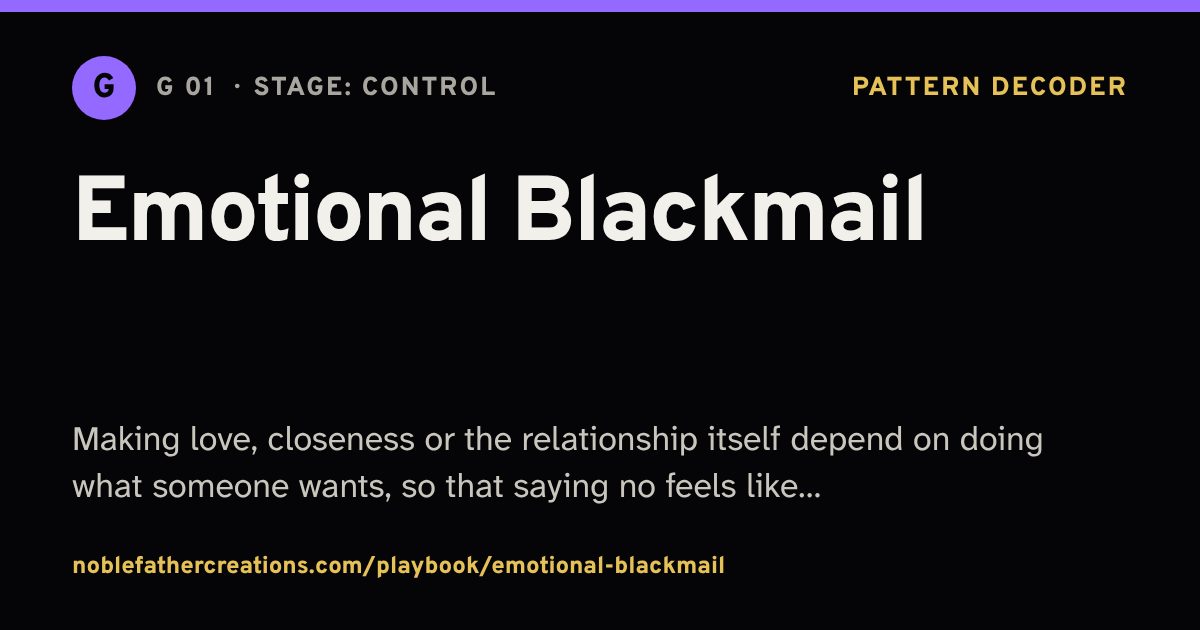 G
G 01 · STAGE: CONTROL
PATTERN DECODER
Emotional Blackmail
Making love, closeness or the relationship itself depend on doing
what someone wants, so that saying no feels like...
noblefathercreations.com/playbook/emotional-blackmail